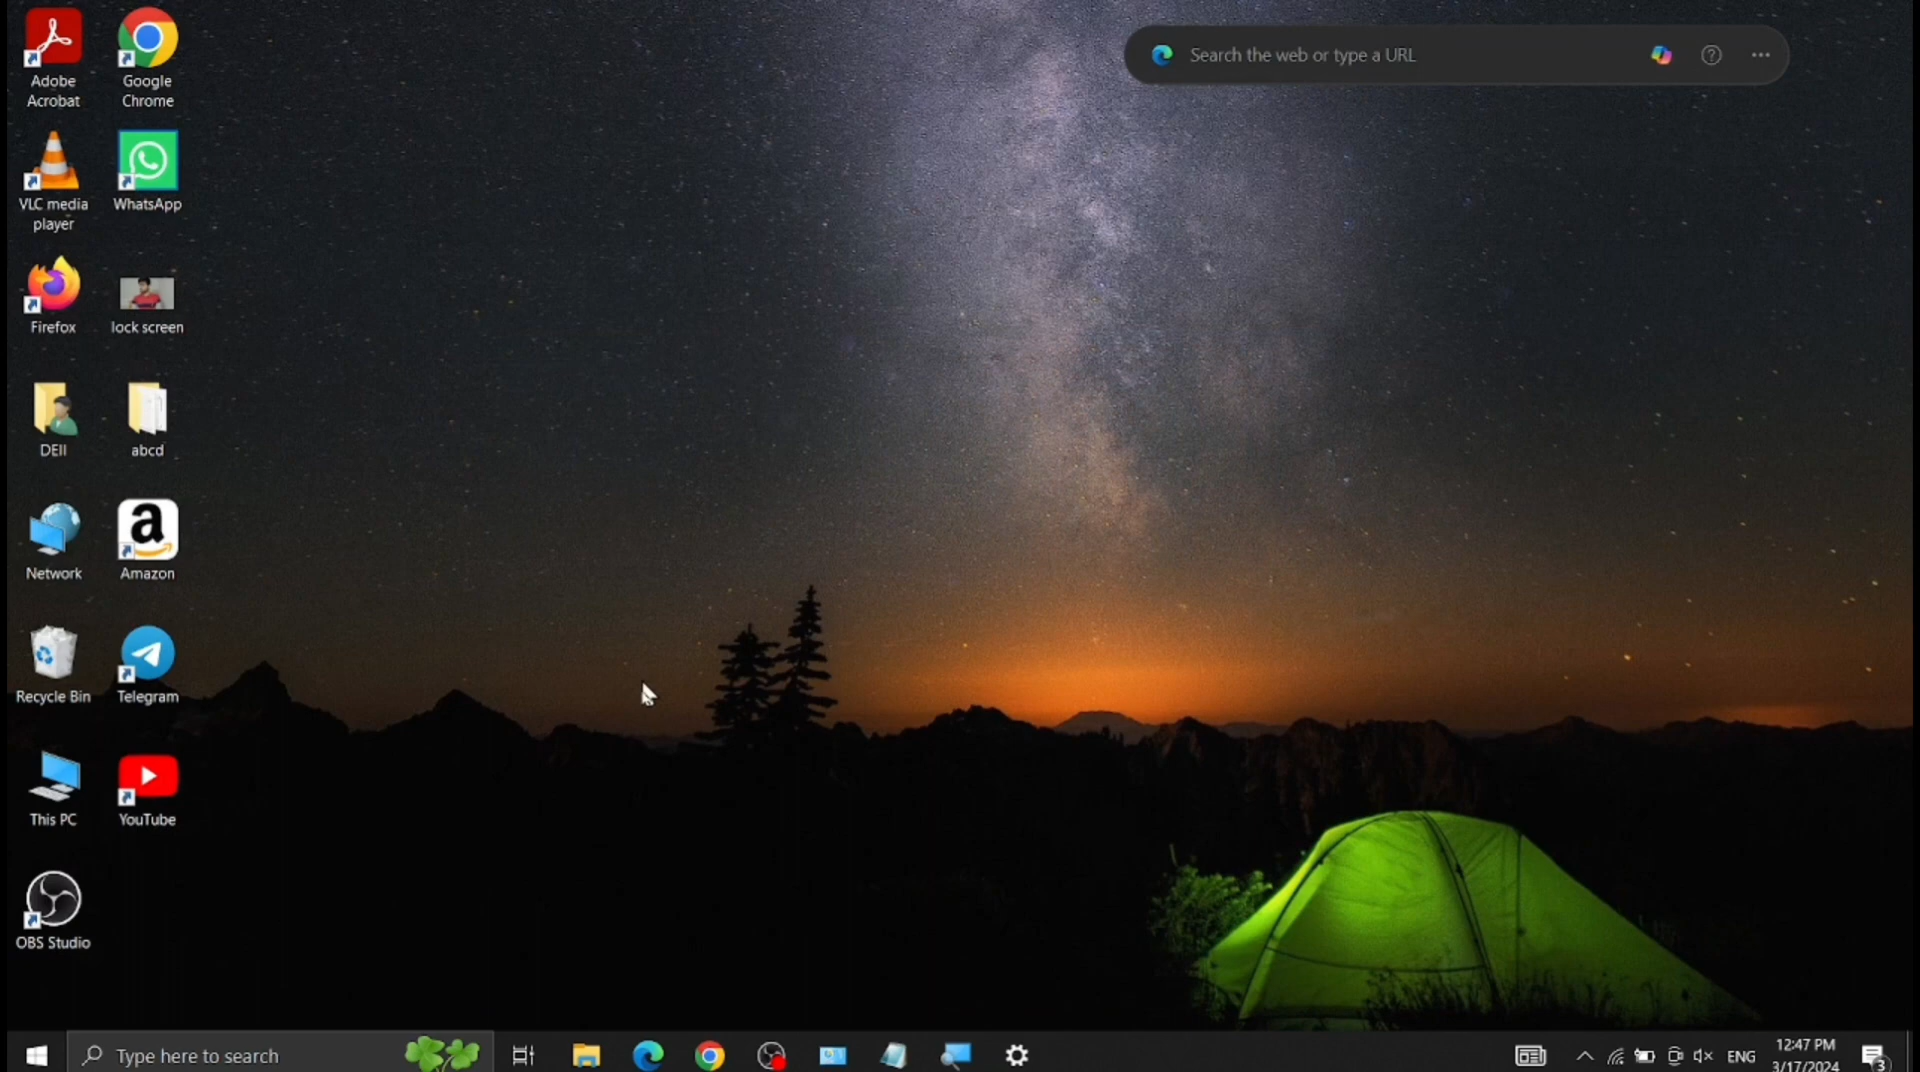 Adobe
Acrobat
Google
Chrome
Search the web or type a URL
VLC media
player
WhatsApp
Firefox
lock screen
DEll
abcd
a
Network
Amazon
Recycle Bin
Telegram
This PC
YouTube
OBS Studio
Type here to search
ENG
12:47 PM
3/17/2024
3